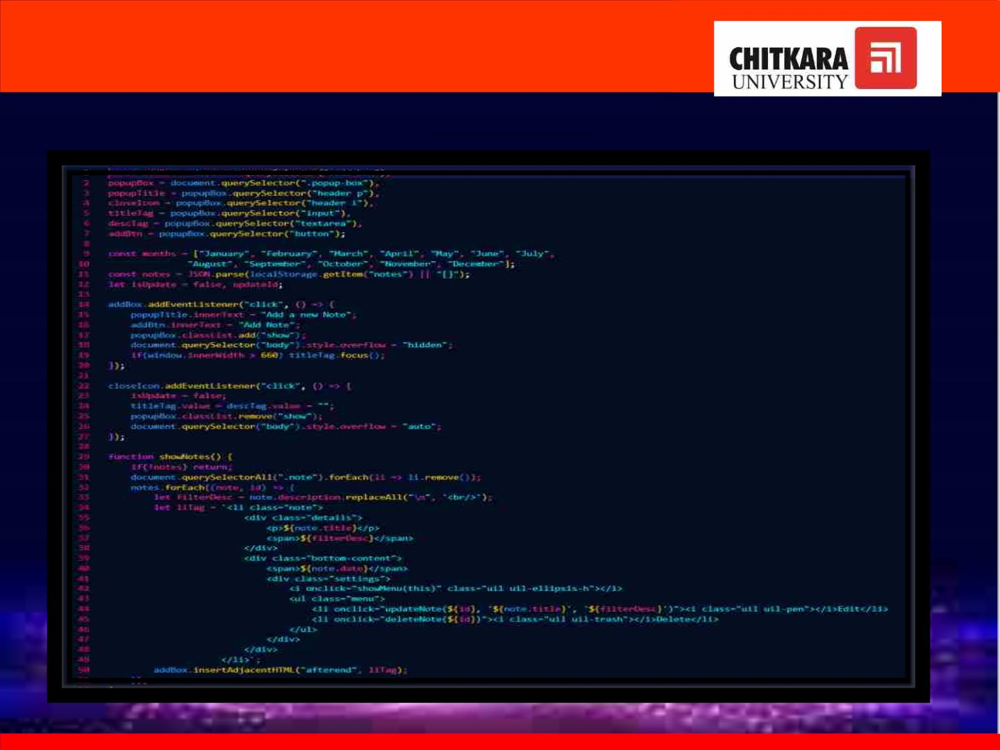 CHITKARA
UNIVERSITY
2 popupBox = document.querySelector(".popup-box"),
3 popupTitle = popupBox.querySelector("header p"),
4 closeIcon = popupBox.querySelector("header i"),
5 titleTag = popupBox.querySelector("input"),
6 descTag = popupBox.querySelector("textarea"),
7 addBtn = popupBox.querySelector("button");
8
9 const months = ["January", "February", "March", "April", "May", "June", "July",
10 "August", "September", "October", "November", "December"];
11 const notes = JSON.parse(localStorage.getItem("notes") || "[]");
12 let isUpdate = false, updateId;
13
14 addBox.addEventListener("click", () => {
15 popupTitle.innerText = "Add a new Note";
16 addBtn.innerText = "Add Note";
17 popupBox.classList.add("show");
18 document.querySelector("body").style.overflow = "hidden";
19 if(window.innerWidth > 660) titleTag.focus();
20 });
21
22 closeIcon.addEventListener("click", () => {
23 isUpdate = false;
24 titleTag.value = descTag.value = "";
25 popupBox.classList.remove("show");
26 document.querySelector("body").style.overflow = "auto";
27 });
28
29 function showNotes() {
30 if(!notes) return;
31 document.querySelectorAll(".note").forEach(li => li.remove());
32 notes.forEach((note, id) => {
33 let filterDesc = note.description.replaceAll("\n", '<br/>');
34 let liTag = `<li class="note">
35 <div class="details">
36 <p>${note.title}</p>
37 <span>${filterDesc}</span>
38 </div>
39 <div class="bottom-content">
40 <span>${note.date}</span>
41 <div class="settings">
42 <i onclick="showMenu(this)" class="uil uil-ellipsis-h"></i>
43 <ul class="menu">
44 <li onclick="updateNote(${id}, '${note.title}', '${filterDesc}')"><i class="uil uil-pen"></i>Edit</li>
45 <li onclick="deleteNote(${id})"><i class="uil uil-trash"></i>Delete</li>
46 </ul>
47 </div>
48 </div>
49 </li>`;
50 addBox.insertAdjacentHTML("afterend", liTag);